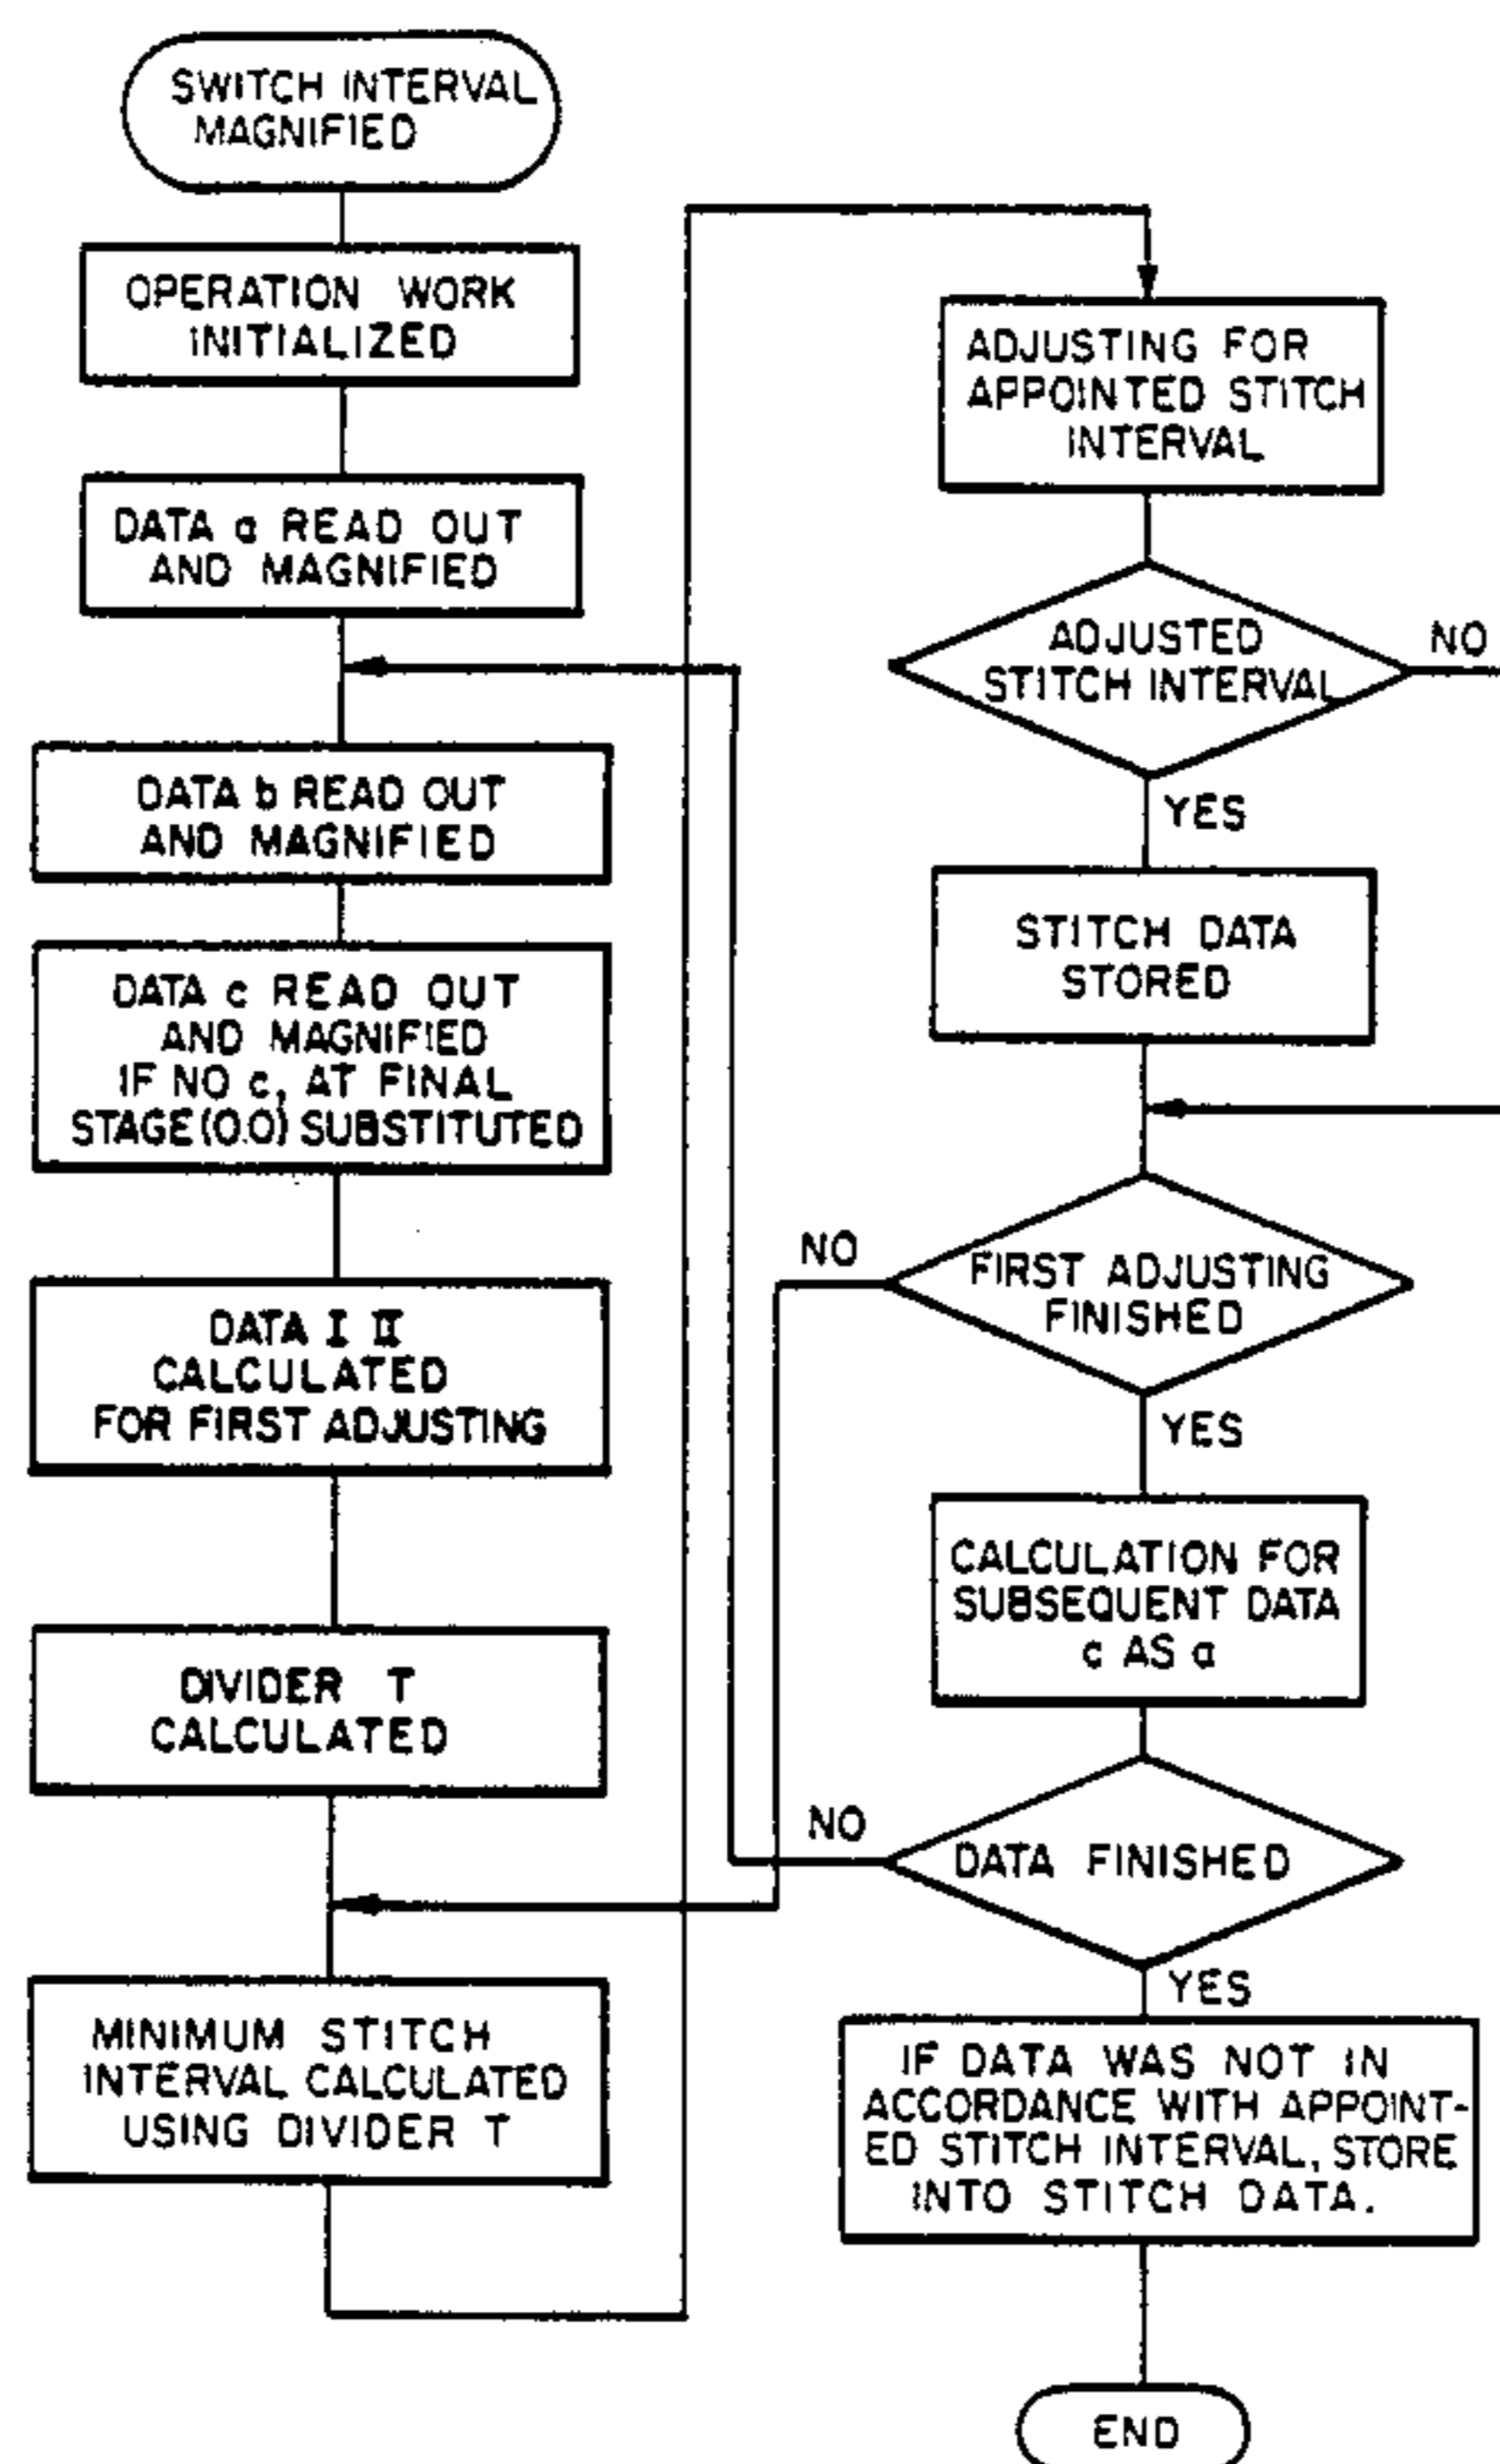 SWITCH INTERVAL
MAGNIFIED
OPERATION WORK
INITIALIZED
DATA a READ OUT
AND MAGNIFIED
DATA b READ OUT
AND MAGNIFIED
DATA c READ OUT
AND MAGNIFIED
IF NO c, AT FINAL
STAGE (0.0) SUBSTITUTED
DATA I II
CALCULATED
FOR FIRST ADJUSTING
DIVIDER T
CALCULATED
MINIMUM STITCH
INTERVAL CALCULATED
USING DIVIDER T
ADJUSTING FOR
APPOINTED STITCH
INTERVAL
ADJUSTED
STITCH INTERVAL
NO
YES
STITCH DATA
STORED
NO
FIRST ADJUSTING
FINISHED
YES
CALCULATION FOR
SUBSEQUENT DATA
c AS a
NO
DATA FINISHED
YES
IF DATA WAS NOT IN
ACCORDANCE WITH APPOINT-
ED STITCH INTERVAL, STORE
INTO STITCH DATA.
END